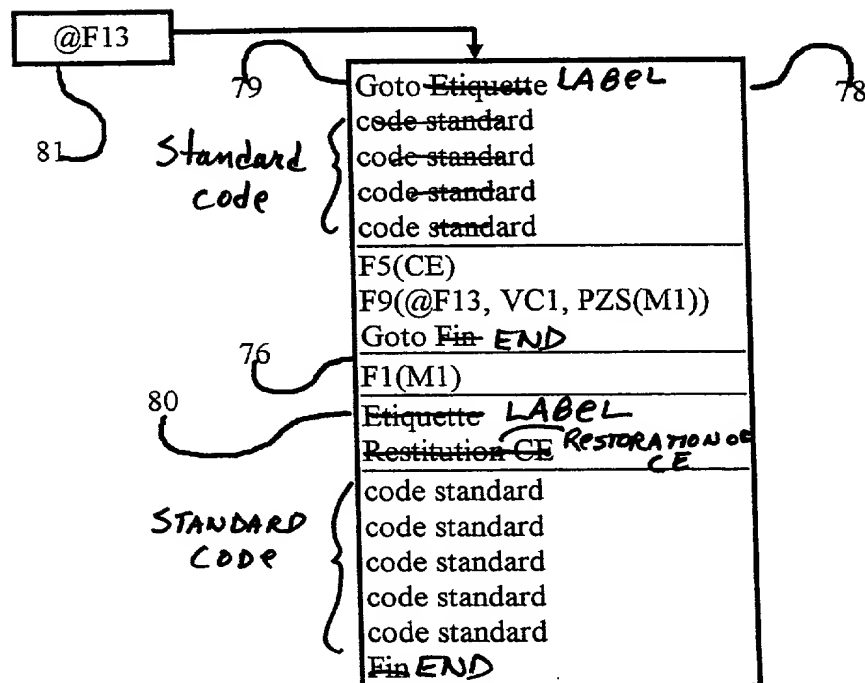 @F13
79
Goto Etiquette LABEL
78
81
Standard
code
code standard
code standard
code standard
code standard
F5(CE)
F9(@F13, VC1, PZS(M1))
Goto Fin END
76
F1(M1)
80
Etiquette LABEL
Restitution CE RESTORATION OF
CE
STANDARD
CODE
code standard
code standard
code standard
code standard
code standard
Fin END